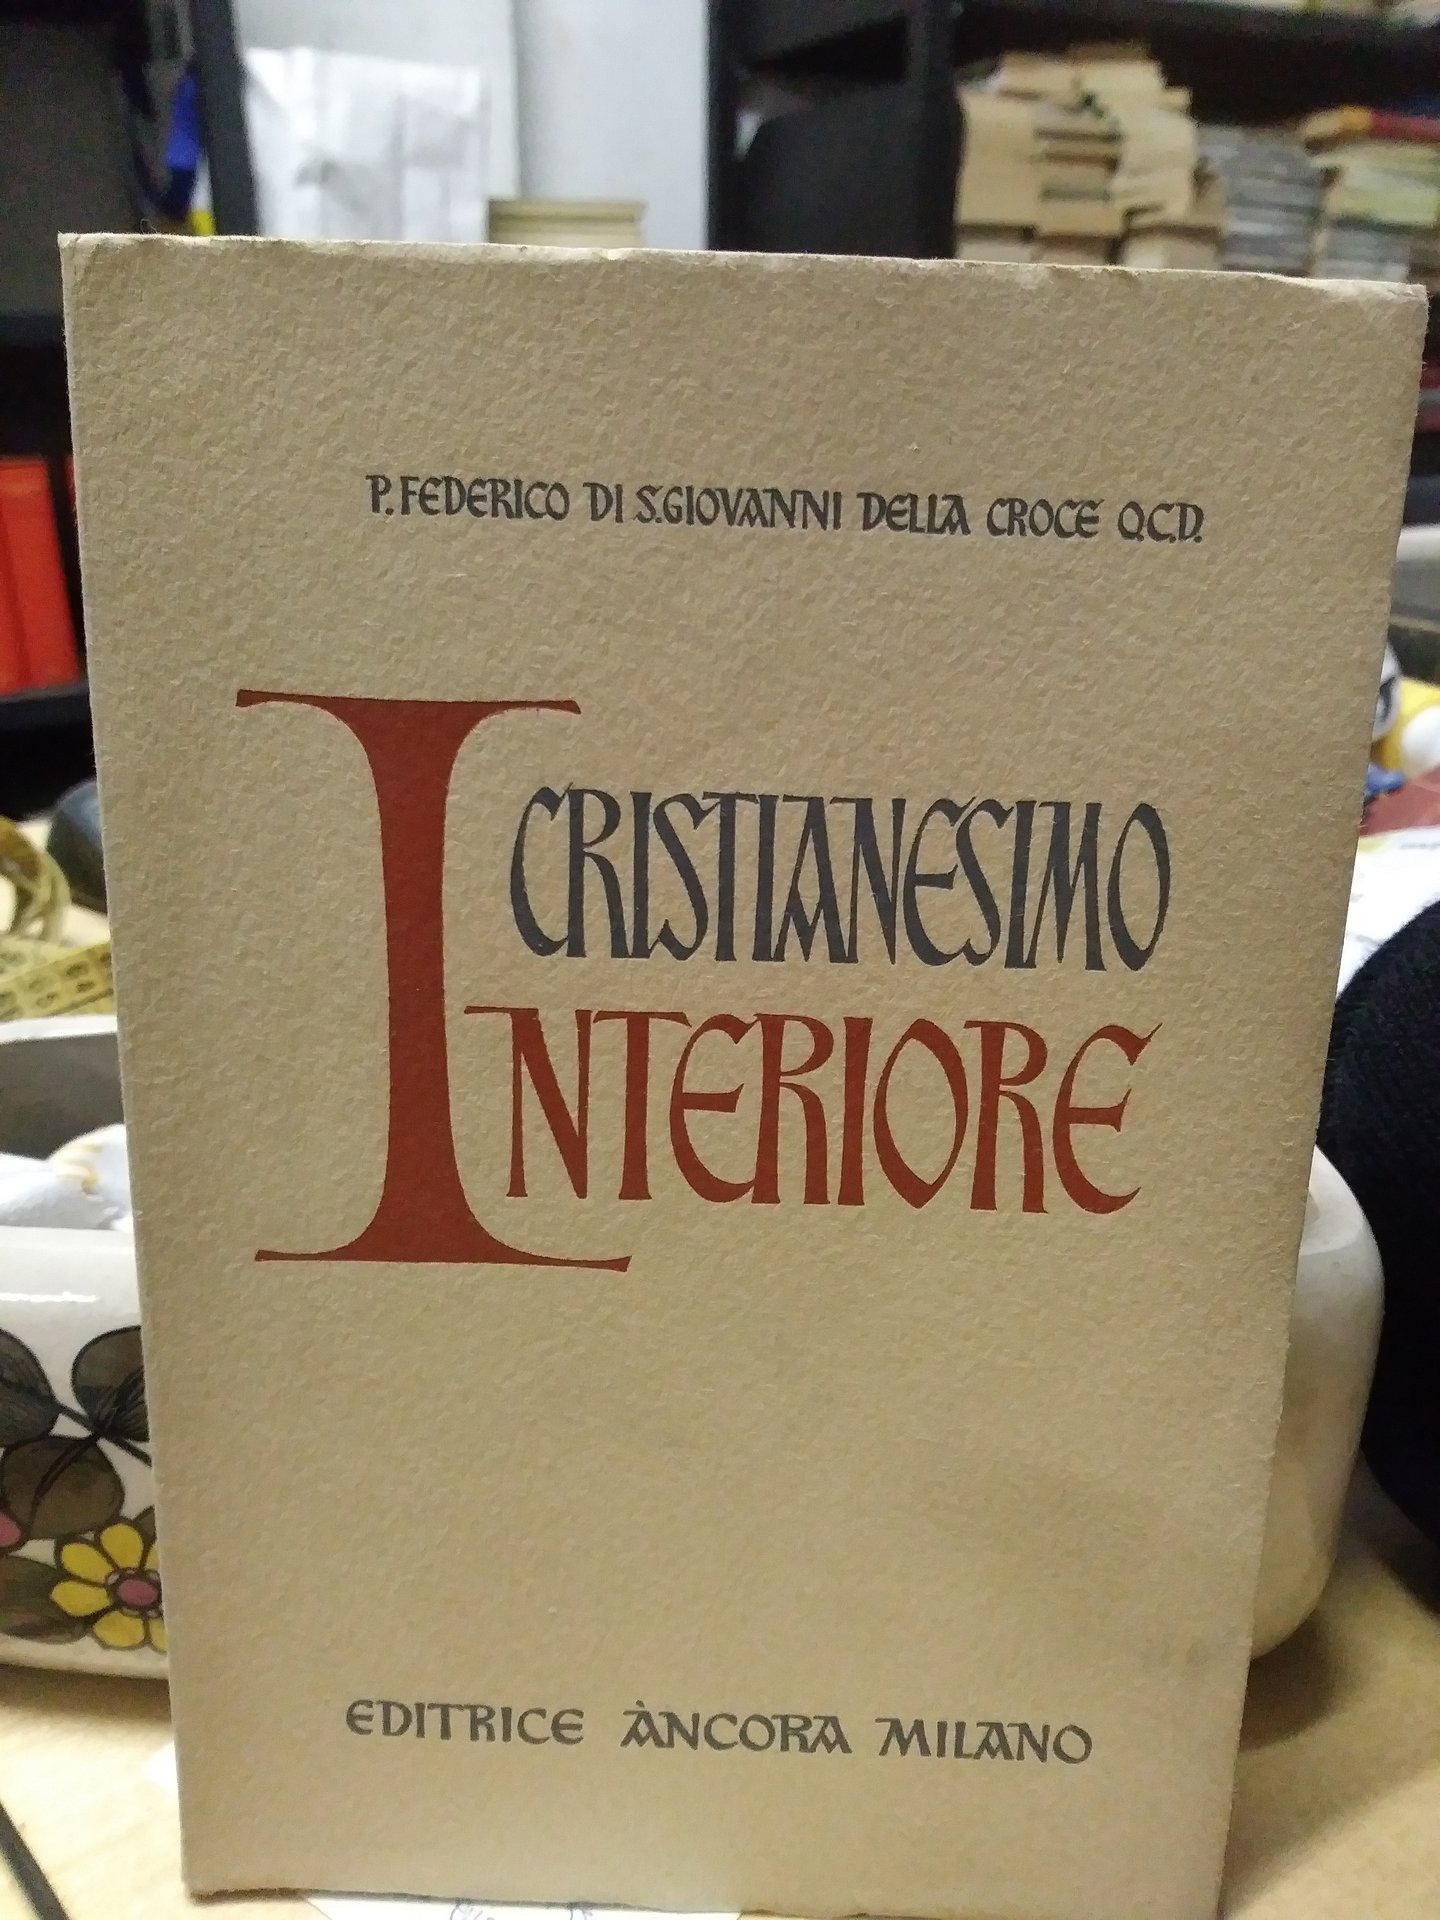 P. FEDERICO DI S. GIOVANNI DELLA CROCE O.C.D.
CRISTIANESIMO
INTERIORE
EDITRICE ÀNCORA MILANO